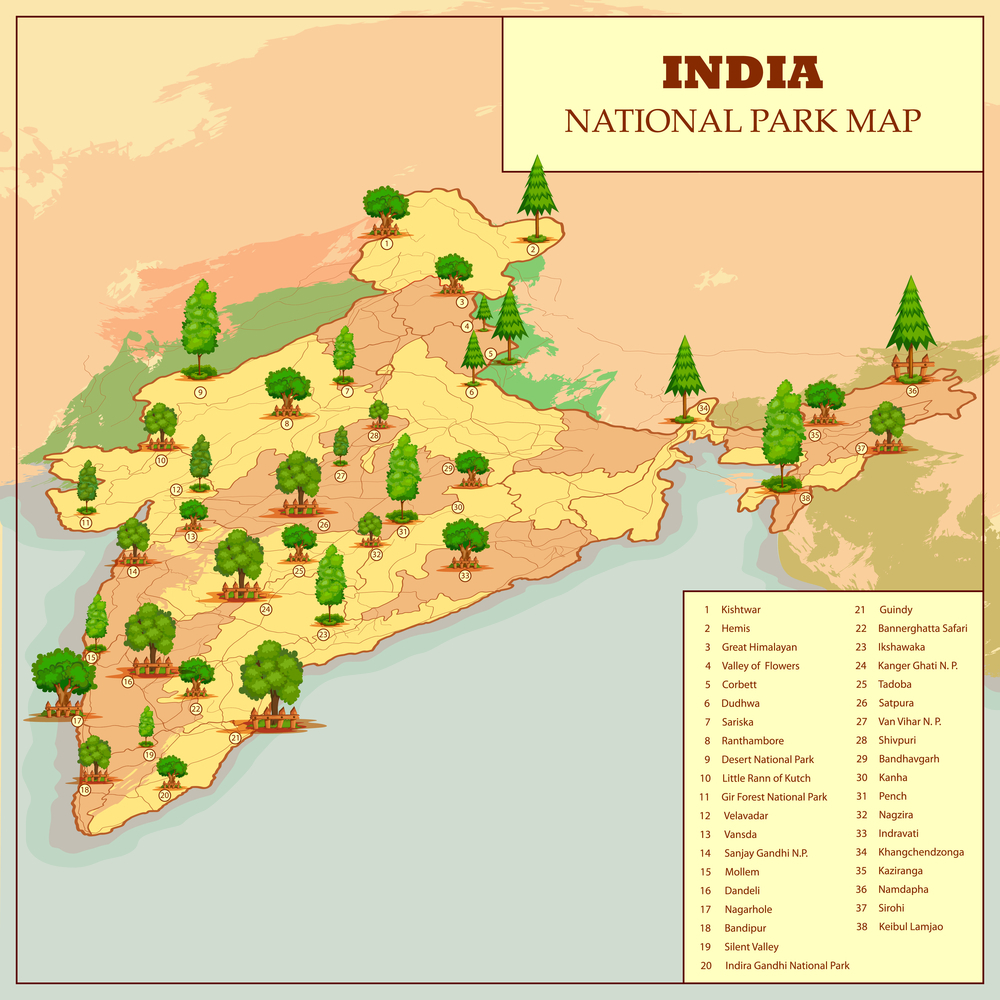 INDIA
NATIONAL PARK MAP
1
2
3
4
5
6
7
8
9
10
11
12
13
14
15
16
17
18
19
20
21
22
23
24
25
26
27
28
29
30
31
32
33
34
35
36
37
38
1 Kishtwar
2 Hemis
3 Great Himalayan
4 Valley of Flowers
5 Corbett
6 Dudhwa
7 Sariska
8 Ranthambore
9 Desert National Park
10 Little Rann of Kutch
11 Gir Forest National Park
12 Velavadar
13 Vansda
14 Sanjay Gandhi N.P.
15 Mollem
16 Dandeli
17 Nagarhole
18 Bandipur
19 Silent Valley
20 Indira Gandhi National Park
21 Guindy
22 Bannerghatta Safari
23 Ikshawaka
24 Kanger Ghati N. P.
25 Tadoba
26 Satpura
27 Van Vihar N. P.
28 Shivpuri
29 Bandhavgarh
30 Kanha
31 Pench
32 Nagzira
33 Indravati
34 Khangchendzonga
35 Kaziranga
36 Namdapha
37 Sirohi
38 Keibul Lamjao